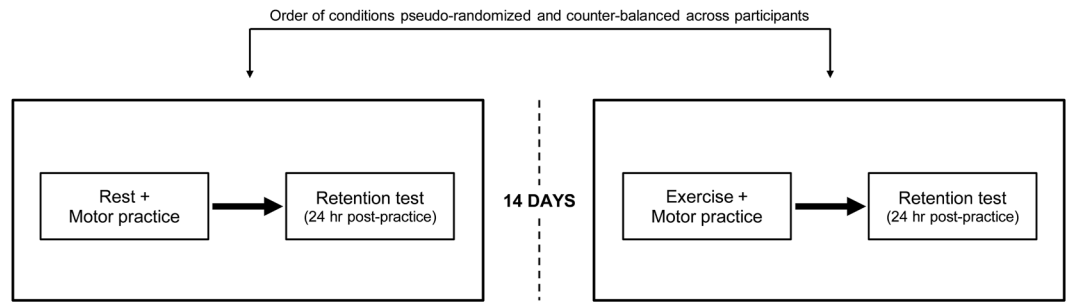 Order of conditions pseudo-randomized and counter-balanced across participants
Rest +
Motor practice
Retention test
(24 hr post-practice)
14 DAYS
Exercise +
Motor practice
Retention test
(24 hr post-practice)